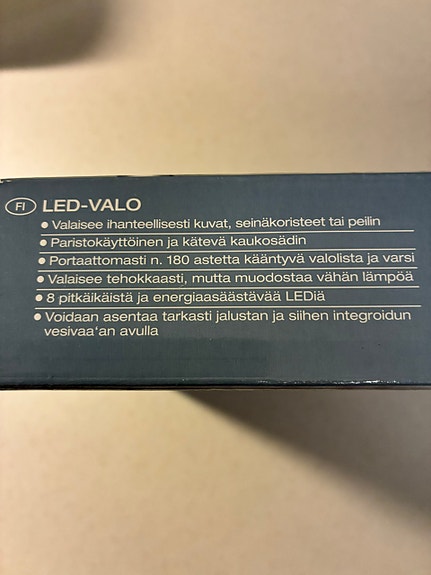 FI LED-VALO
• Valaisee ihanteellisesti kuvat, seinäkoristeet tai peilin
• Paristokäyttöinen ja kätevä kaukosädin
• Portaattomasti n. 180 astetta kääntyvä valolista ja varsi
• Valaisee tehokkaasti, mutta muodostaa vähän lämpöä
• 8 pitkäikäistä ja energiaasäästävää LEDiä
• Voidaan asentaa tarkasti jalustan ja siihen integroidun
vesivaa‘an avulla